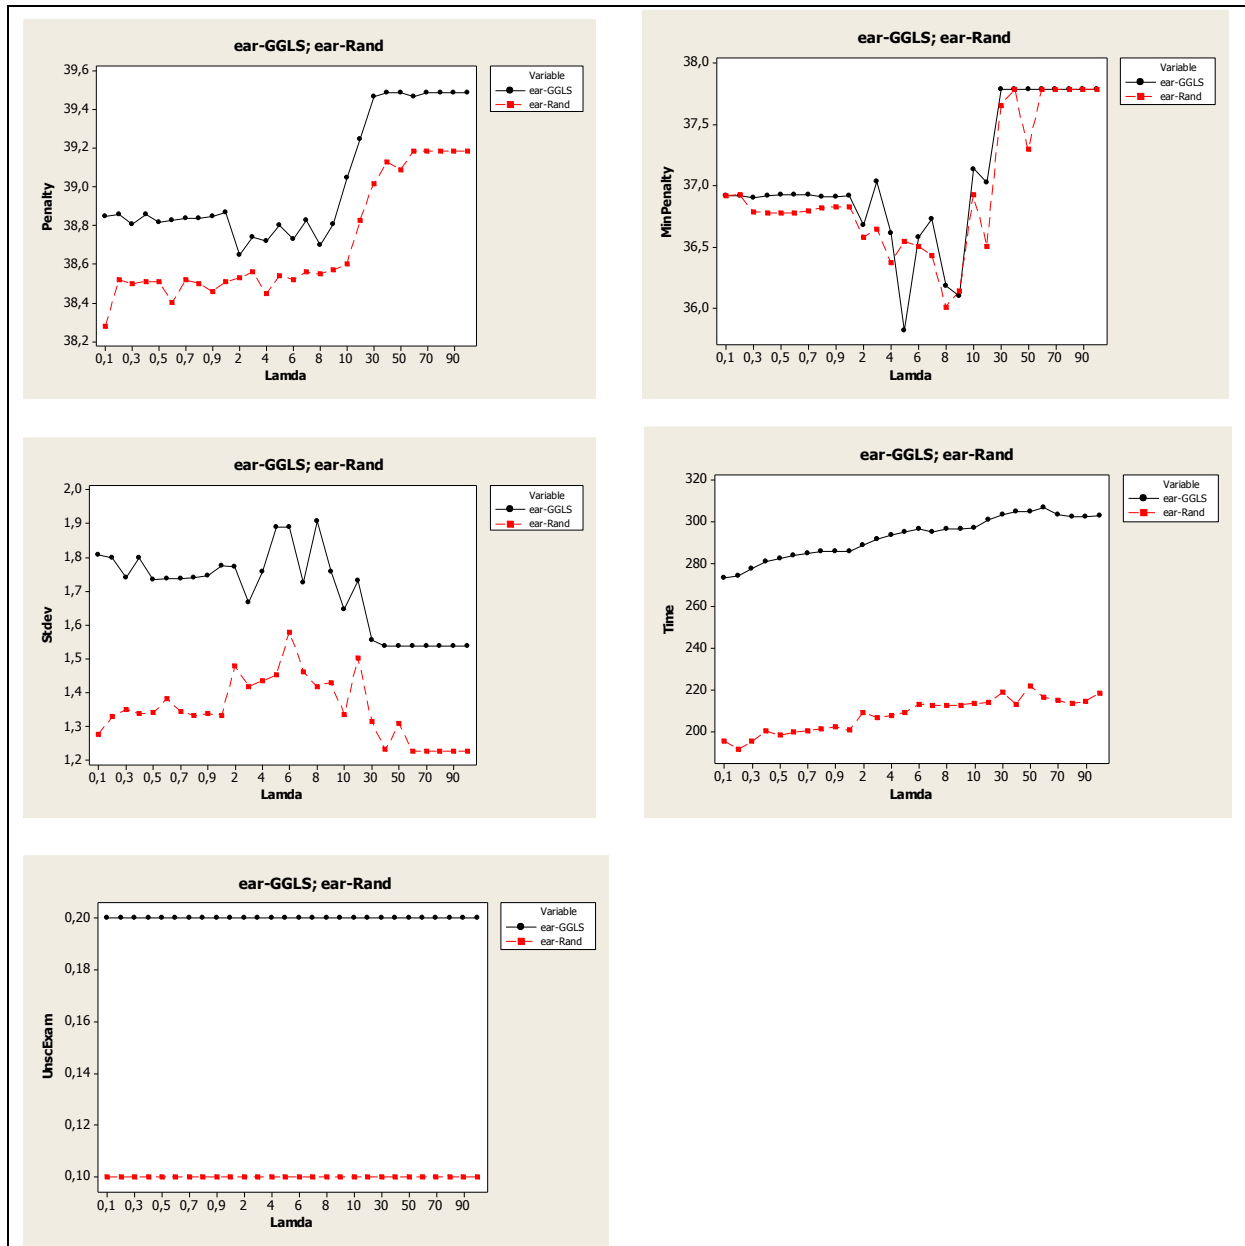 ear-GGLS; ear-Rand
39,6
39,4
39,2
39,0
38,8
38,6
38,4
38,2
Penalty
0,1 0,3 0,5 0,7 0,9 2 4 6 8 10 30 50 70 90
Lamda
Variable
ear-GGLS
ear-Rand
ear-GGLS; ear-Rand
38,0
37,5
37,0
36,5
36,0
MinPenalty
0,1 0,3 0,5 0,7 0,9 2 4 6 8 10 30 50 70 90
Lamda
Variable
ear-GGLS
ear-Rand
ear-GGLS; ear-Rand
2,0
1,9
1,8
1,7
1,6
1,5
1,4
1,3
1,2
Stdev
0,1 0,3 0,5 0,7 0,9 2 4 6 8 10 30 50 70 90
Lamda
Variable
ear-GGLS
ear-Rand
ear-GGLS; ear-Rand
320
300
280
260
240
220
200
Time
0,1 0,3 0,5 0,7 0,9 2 4 6 8 10 30 50 70 90
Lamda
Variable
ear-GGLS
ear-Rand
ear-GGLS; ear-Rand
0,20
0,18
0,16
0,14
0,12
0,10
UnscExam
0,1 0,3 0,5 0,7 0,9 2 4 6 8 10 30 50 70 90
Lamda
Variable
ear-GGLS
ear-Rand